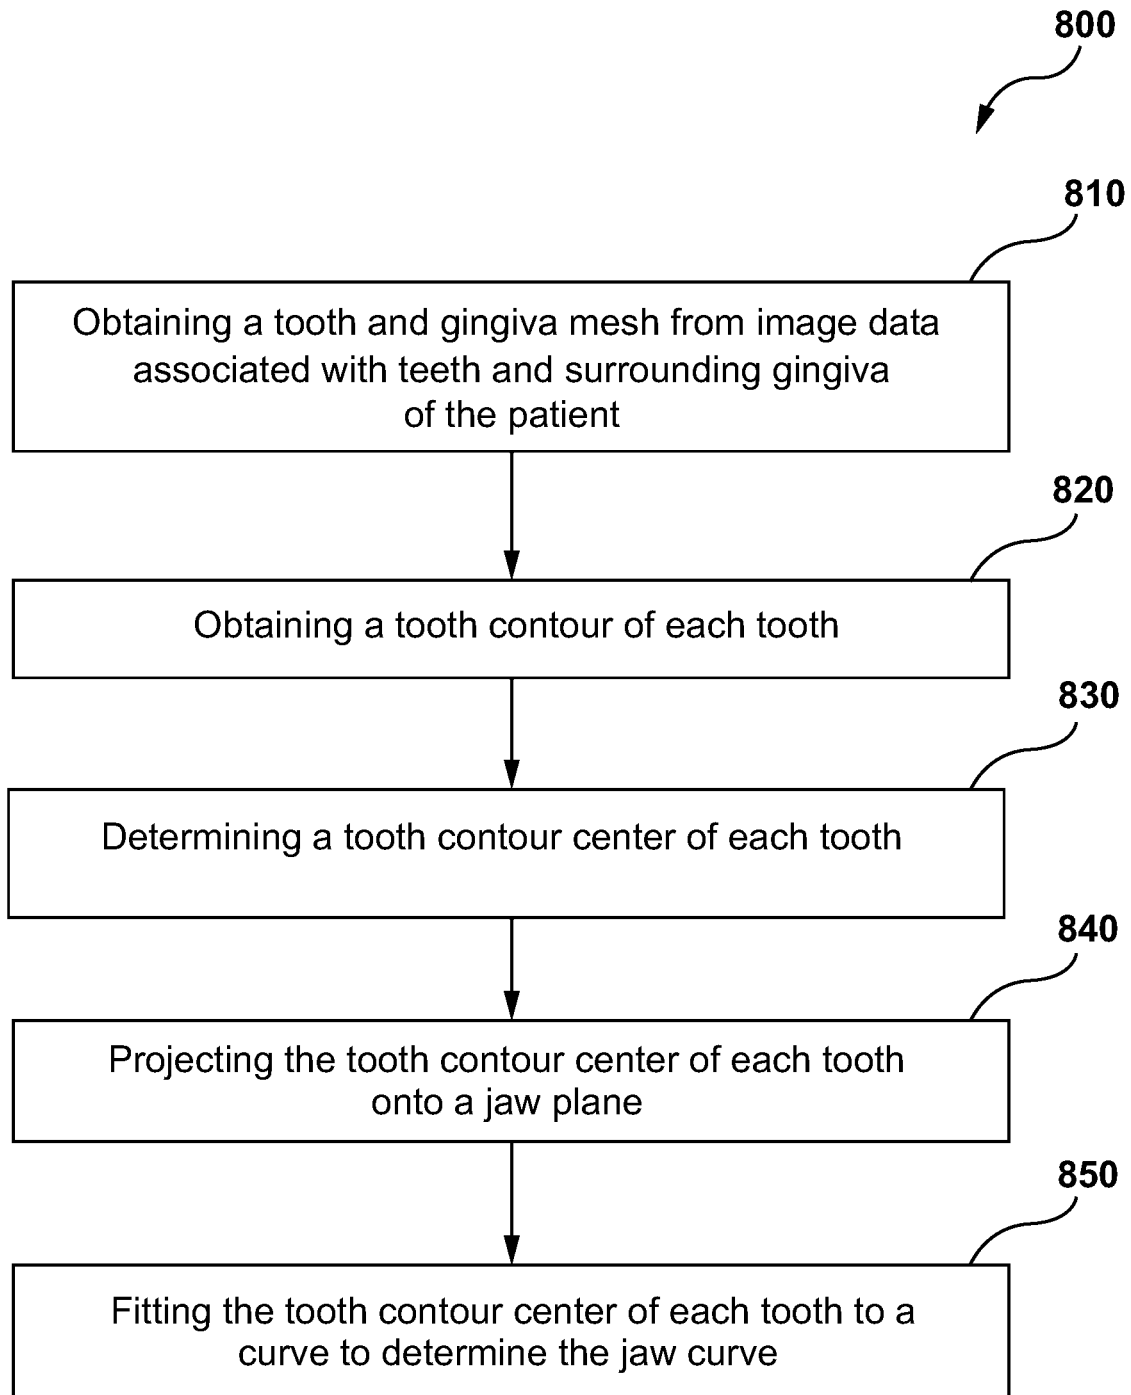 800
810
Obtaining a tooth and gingiva mesh from image data
associated with teeth and surrounding gingiva
of the patient
820
Obtaining a tooth contour of each tooth
830
Determining a tooth contour center of each tooth
840
Projecting the tooth contour center of each tooth
onto a jaw plane
850
Fitting the tooth contour center of each tooth to a
curve to determine the jaw curve